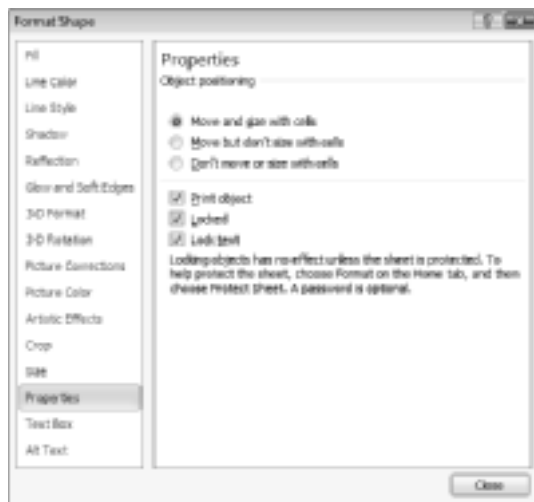 Format Shape
Fill
Line Color
Line Style
Shadow
Reflection
Glow and Soft Edges
3-D Format
3-D Rotation
Picture Corrections
Picture Color
Artistic Effects
Crop
Size
Properties
Text Box
Alt Text
Properties
Object positioning
Move and size with cells
Move but don't size with cells
Don't move or size with cells
Print object
Locked
Lock text
Locking objects has no effect unless the sheet is protected. To
help protect the sheet, choose Format on the Home tab, and then
choose Protect Sheet. A password is optional.
Close